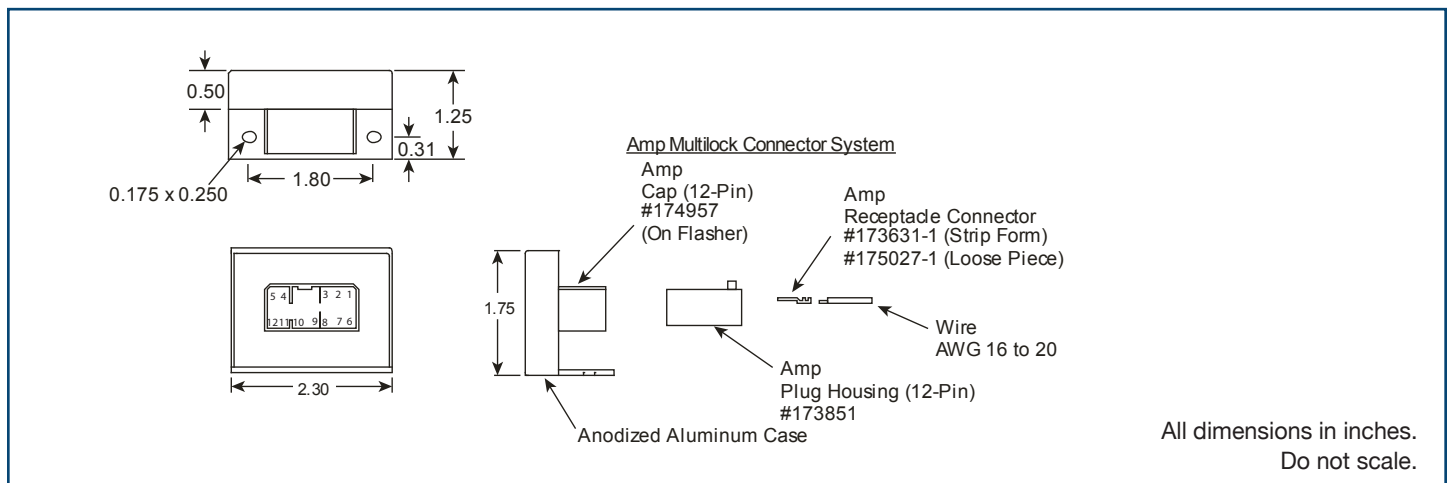 0.50
1.25
0.31
1.80
0.175 x 0.250
Amp Multilock Connector System
Amp
Cap (12-Pin)
#174957
(On Flasher)
Amp
Receptacle Connector
#173631-1 (Strip Form)
#175027-1 (Loose Piece)
5 4 3 2 1
12 11 10 9 8 7 6
2.30
1.75
Wire
AWG 16 to 20
Amp
Plug Housing (12-Pin)
#173851
Anodized Aluminum Case
All dimensions in inches.
Do not scale.